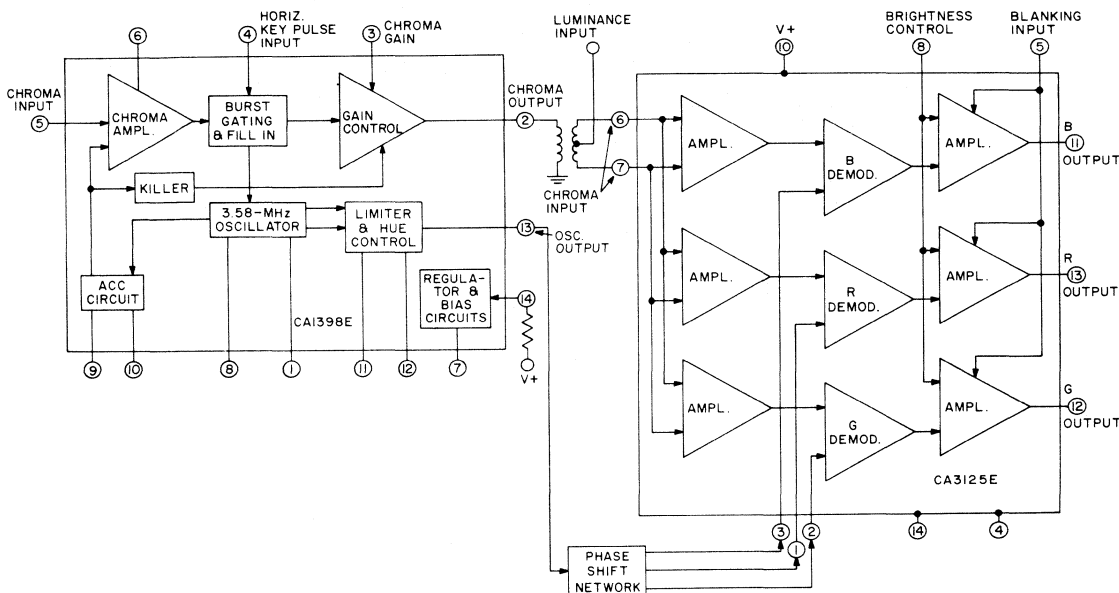 HORIZ.
KEY PULSE
INPUT
CHROMA
GAIN
LUMINANCE
INPUT
V+
BRIGHTNESS
CONTROL
BLANKING
INPUT
6
4
3
10
8
5
CHROMA
INPUT
5
CHROMA
AMPL.
BURST
GATING
& FILL IN
GAIN
CONTROL
CHROMA
OUTPUT
2
6
7
CHROMA
INPUT
AMPL.
B
DEMOD.
AMPL.
B
11
OUTPUT
KILLER
3.58-MHz
OSCILLATOR
LIMITER
& HUE
CONTROL
13
OSC.
OUTPUT
ACC
CIRCUIT
CA1398E
REGULA-
TOR &
BIAS
CIRCUITS
14
V+
AMPL.
R
DEMOD.
AMPL.
R
13
OUTPUT
9
10
8
1
11
12
7
AMPL.
G
DEMOD.
AMPL.
G
12
OUTPUT
CA3125E
3
1
2
14
4
PHASE
SHIFT
NETWORK